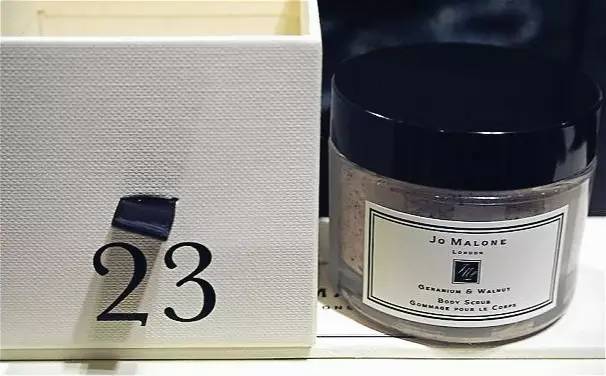 23
JO MALONE
LONDON
GERANIUM & WALNUT
BODY SCRUB
GOMMAGE POUR LE CORPS